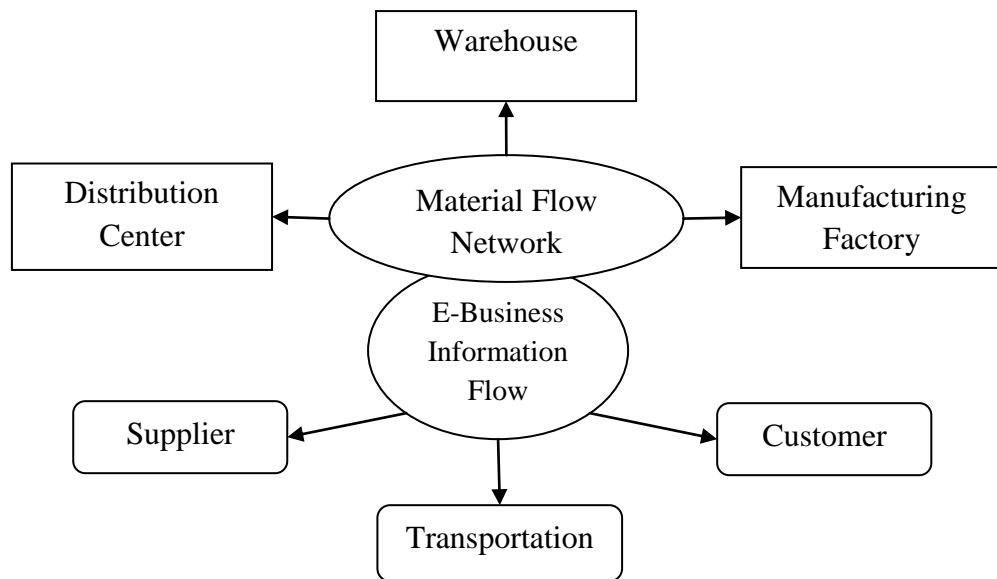 Warehouse
Distribution
Center
Material Flow
Network
Manufacturing
Factory
E-Business
Information
Flow
Supplier
Customer
Transportation